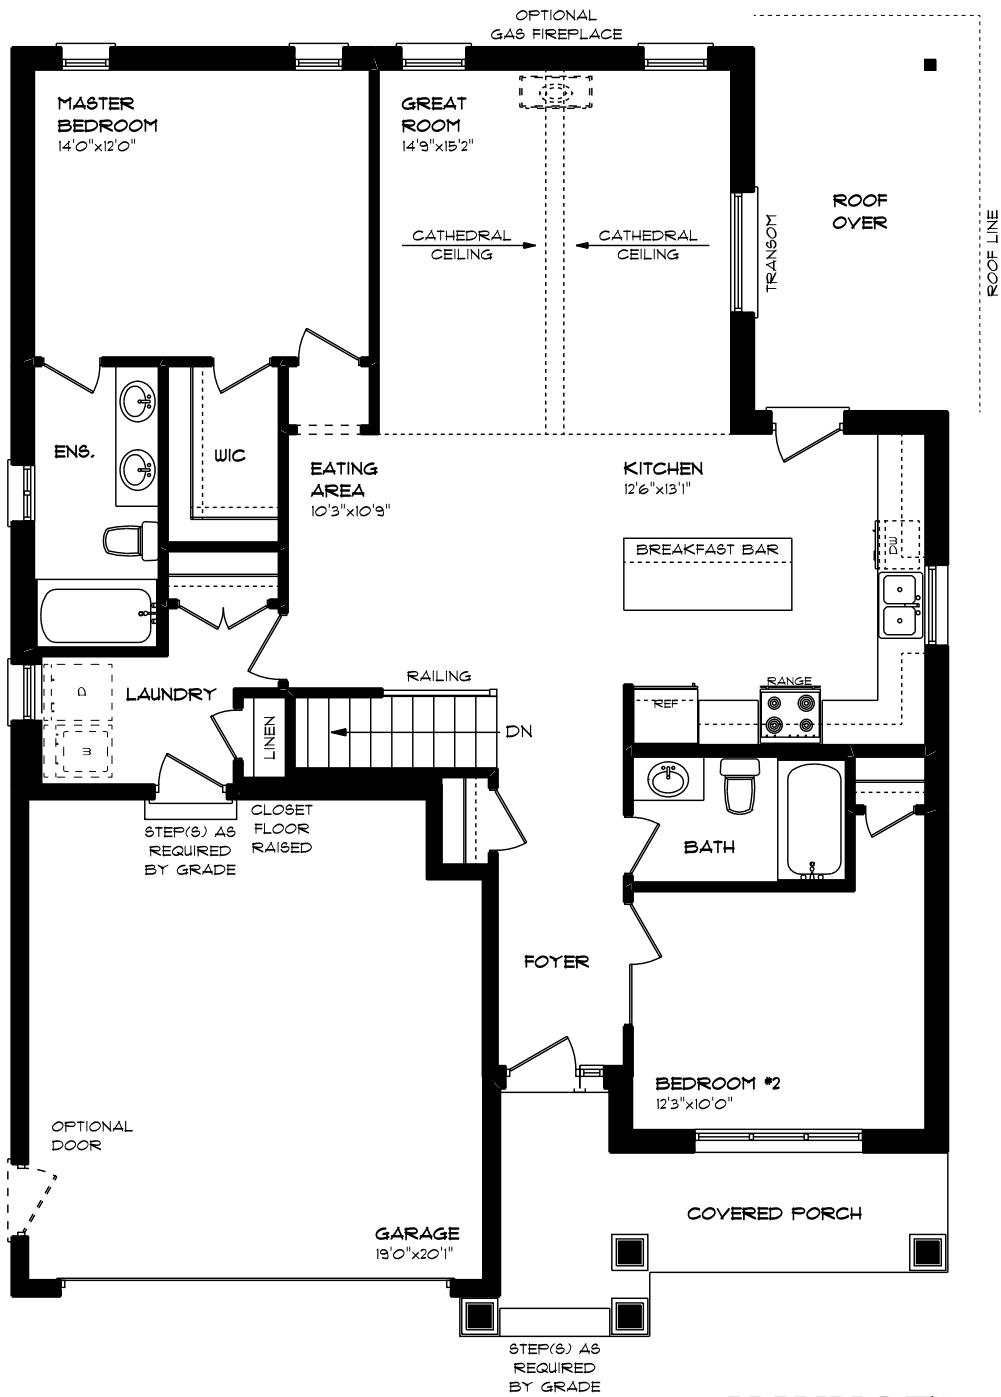 OPTIONAL
GAS FIREPLACE
MASTER
BEDROOM
14'0"x12'0"
GREAT
ROOM
14'9"x15'2"
ROOF
OVER
ROOF LINE
TRANSOM
CATHEDRAL
CEILING
CATHEDRAL
CEILING
ENS.
WIC
EATING
AREA
10'3"x10'9"
KITCHEN
12'6"x13'1"
BREAKFAST BAR
DW
RAILING
RANGE
REF
LAUNDRY
D
W
LINEN
DN
STEP(S) AS
REQUIRED
BY GRADE
CLOSET
FLOOR
RAISED
BATH
FOYER
BEDROOM #2
12'3"x10'0"
OPTIONAL
DOOR
GARAGE
19'0"x20'1"
COVERED PORCH
STEP(S) AS
REQUIRED
BY GRADE